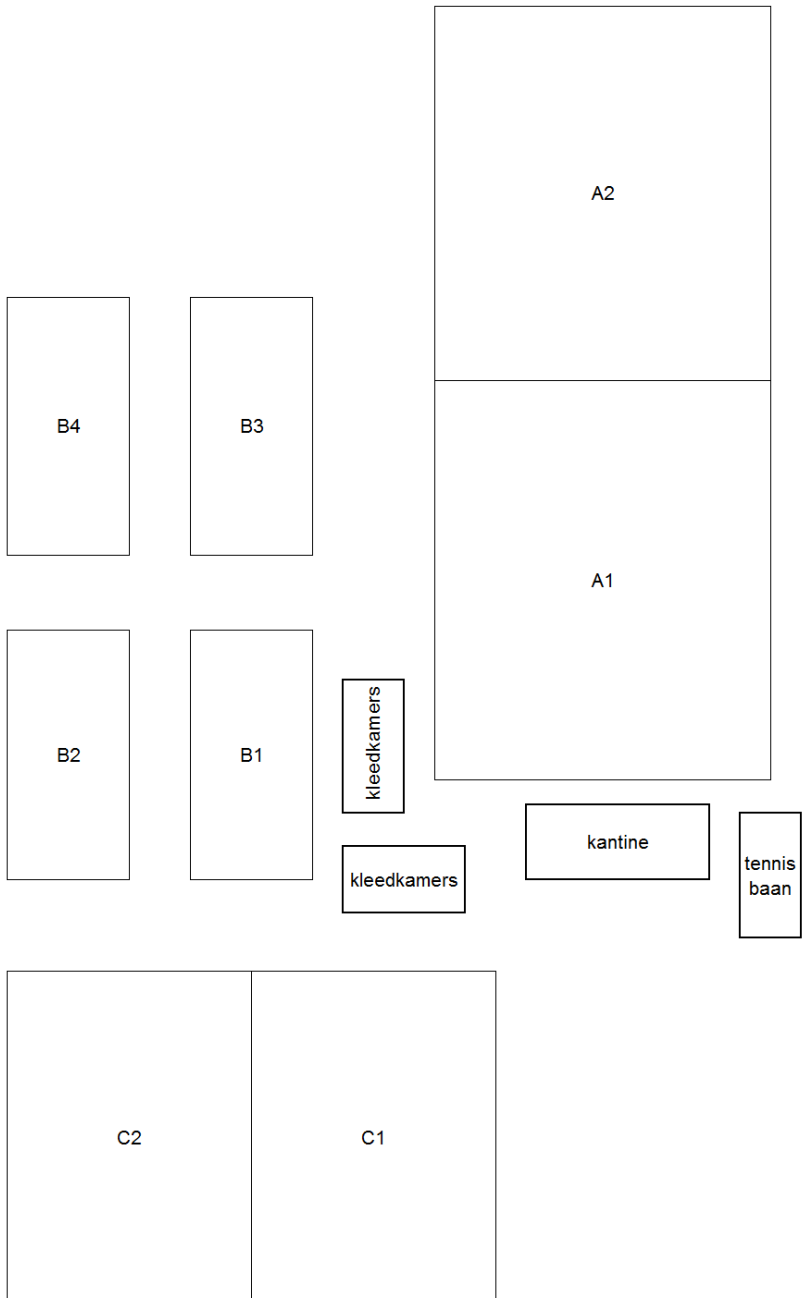 A2
B4
B3
A1
B2
B1
kleedkamers
kantine
tennis
baan
kleedkamers
C2
C1